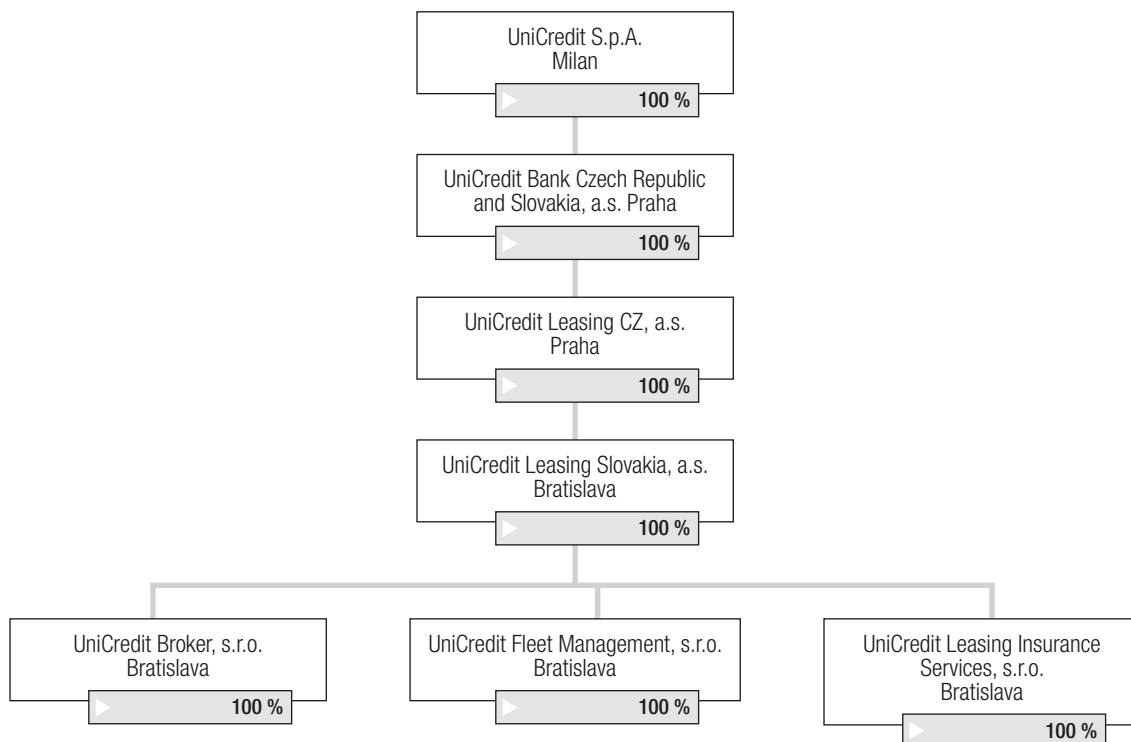 UniCredit S.p.A.
Milan
100 %
UniCredit Bank Czech Republic
and Slovakia, a.s. Praha
100 %
UniCredit Leasing CZ, a.s.
Praha
100 %
UniCredit Leasing Slovakia, a.s.
Bratislava
100 %
UniCredit Broker, s.r.o.
Bratislava
100 %
UniCredit Fleet Management, s.r.o.
Bratislava
100 %
UniCredit Leasing Insurance
Services, s.r.o.
Bratislava
100 %